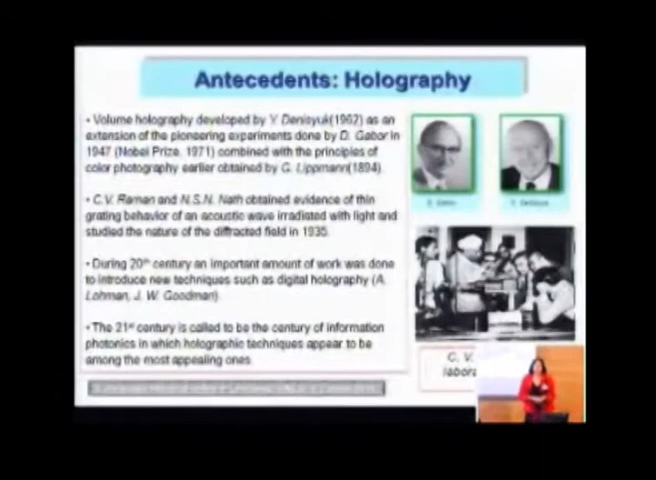 Antecedents: Holography
• Volume holography developed by Y. Denisyuk(1962) as an
extension of the pioneering experiments done by D. Gabor in
1947 (Nobel Prize, 1971) combined with the principles of
color photography earlier obtained by G. Lippmann(1894).
• C.V. Raman and N.S.N. Nath obtained evidence of thin
grating behavior of an acoustic wave irradiated with light and
studied the nature of the diffracted field in 1935.
• During 20th century an important amount of work was done
to introduce new techniques such as digital holography (A.
Lohman, J. W. Goodman).
• The 21st century is called to be the century of information
photonics in which holographic techniques appear to be
among the most appealing ones.
C. V.
labora